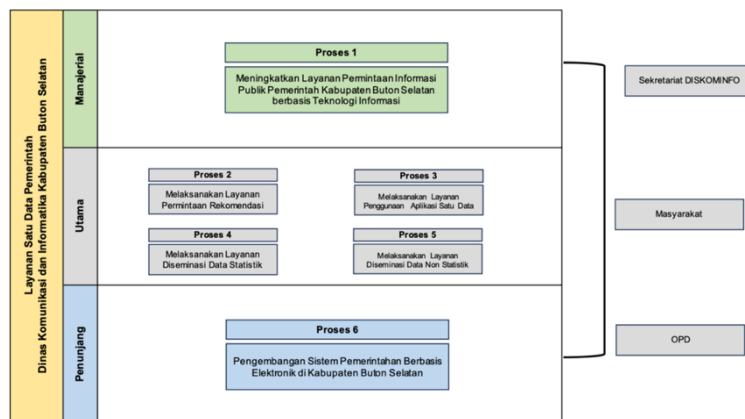 Layanan Satu Data Pemerintah
Dinas Komunikasi dan Informatika Kabupaten Buton Selatan
Manajerial
Proses 1
Meningkatkan Layanan Permintaan Informasi
Publik Pemerintah Kabupaten Buton Selatan
berbasis Teknologi Informasi
Utama
Proses 2
Melaksanakan Layanan
Permintaan Rekomendasi
Proses 3
Melaksanakan Layanan
Penggunaan Aplikasi Satu Data
Proses 4
Melaksanakan Layanan
Diseminasi Data Statistik
Proses 5
Melaksanakan Layanan
Diseminasi Data Non Statistik
Penunjang
Proses 6
Pengembangan Sistem Pemerintahan Berbasis
Elektronik di Kabupaten Buton Selatan
Sekretariat DISKOMINFO
Masyarakat
OPD